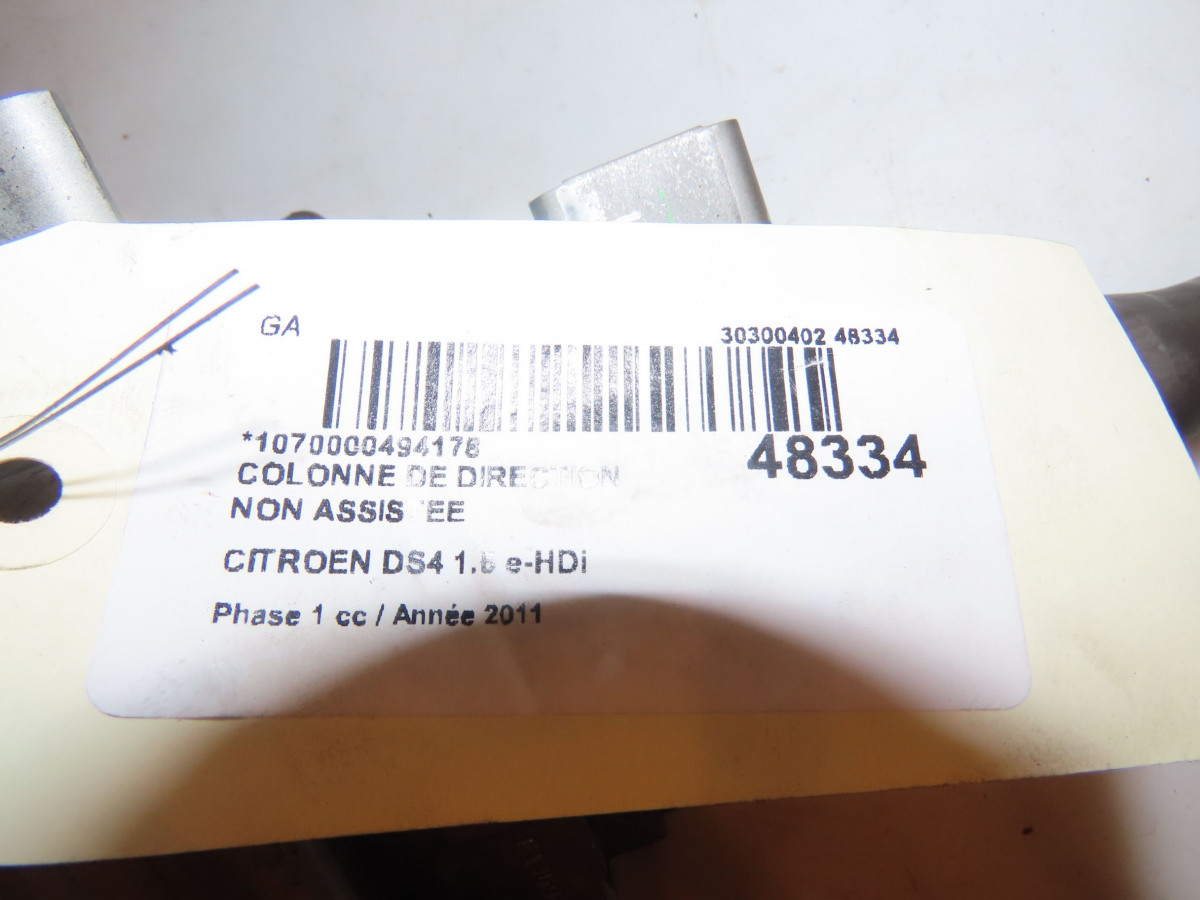 GA
30300402 48334
*1070000494178
48334
COLONNE DE DIRECTION
NON ASSISTEE
CITROEN DS4 1.6 e-HDi
Phase 1 cc / Année 2011